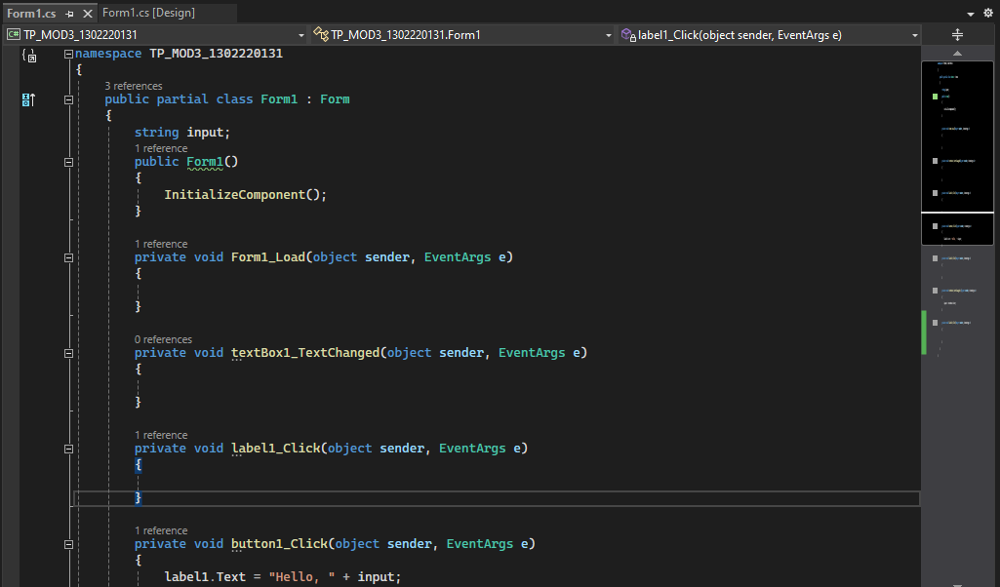 Form1.cs
Form1.cs [Design]
C# TP_MOD3_1302220131
TP_MOD3_1302220131.Form1
label1_Click(object sender, EventArgs e)
namespace TP_MOD3_1302220131
{
3 references
public partial class Form1 : Form
{
string input;
1 reference
public Form1()
{
InitializeComponent();
}
1 reference
private void Form1_Load(object sender, EventArgs e)
{
}
0 references
private void textBox1_TextChanged(object sender, EventArgs e)
{
}
1 reference
private void label1_Click(object sender, EventArgs e)
{
}
1 reference
private void button1_Click(object sender, EventArgs e)
{
label1.Text = "Hello, " + input;